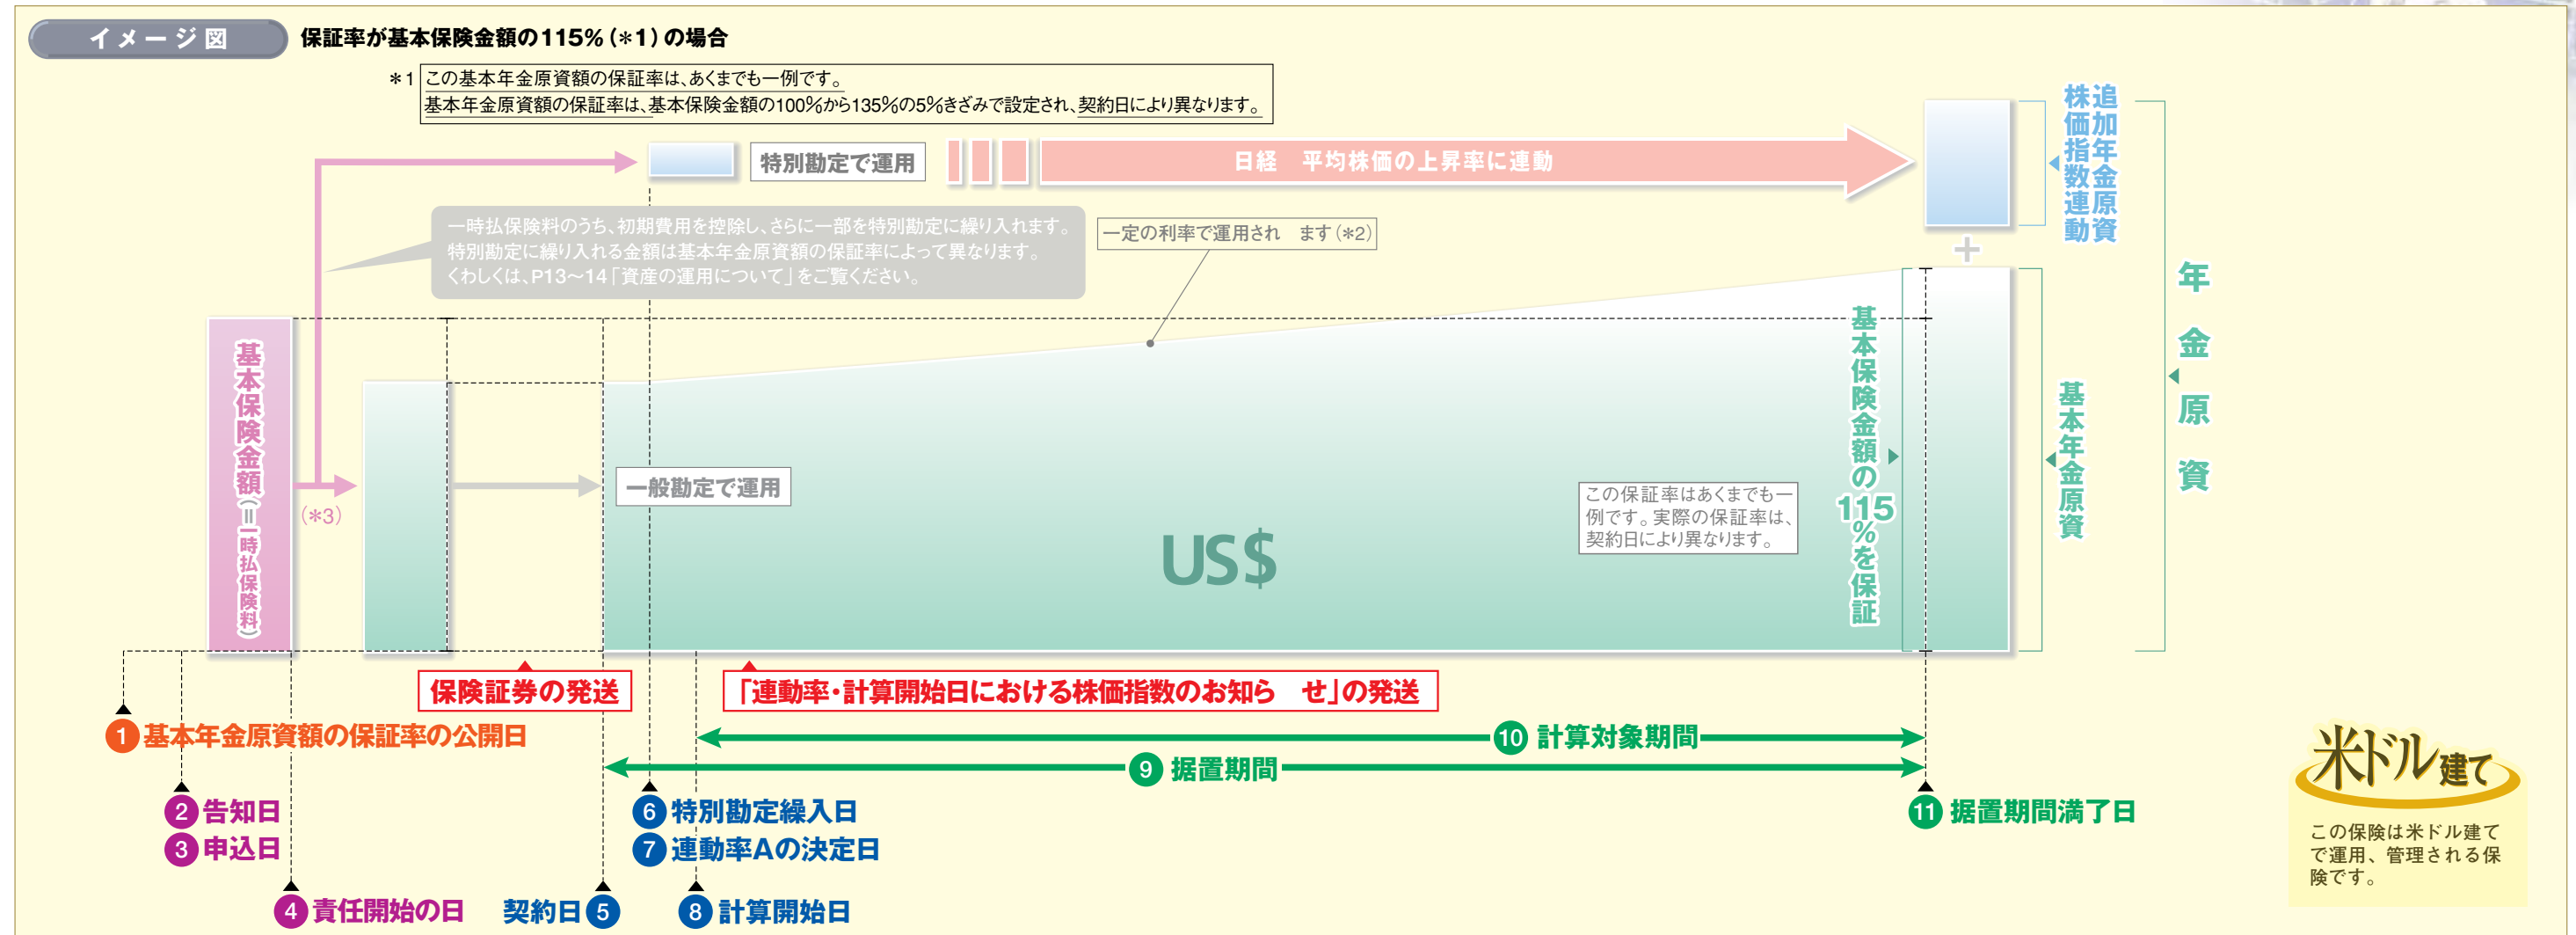 イメージ図
保証率が基本保険金額の115%(*1)の場合
*1 この基本年金原資額の保証率は、あくまでも一例です。
基本年金原資額の保証率は、基本保険金額の100%から135%の5%きざみで設定され、契約日により異なります。
特別勘定で運用
日経 平均株価の上昇率に連動
株価指数連動
追加年金原資
一時払保険料のうち、初期費用を控除し、さらに一部を特別勘定に繰り入れます。
特別勘定に繰り入れる金額は基本年金原資額の保証率によって異なります。
くわしくは、P13〜14「資産の運用について」をご覧ください。
一定の利率で運用され ます(*2)
+
年金原資
基本保険金額(=一時払保険料)
(*3)
一般勘定で運用
US$
この保証率はあくまでも一
例です。実際の保証率は、
契約日により異なります。
基本保険金額の115%を保証
基本年金原資
保険証券の発送
「連動率・計算開始日における株価指数のお知ら せ」の発送
1 基本年金原資額の保証率の公開日
10 計算対象期間
9 据置期間
2 告知日
3 申込日
6 特別勘定繰入日
7 連動率Aの決定日
11 据置期間満了日
4 責任開始の日
契約日 5
8 計算開始日
米ドル建て
この保険は米ドル建て
で運用、管理される保
険です。